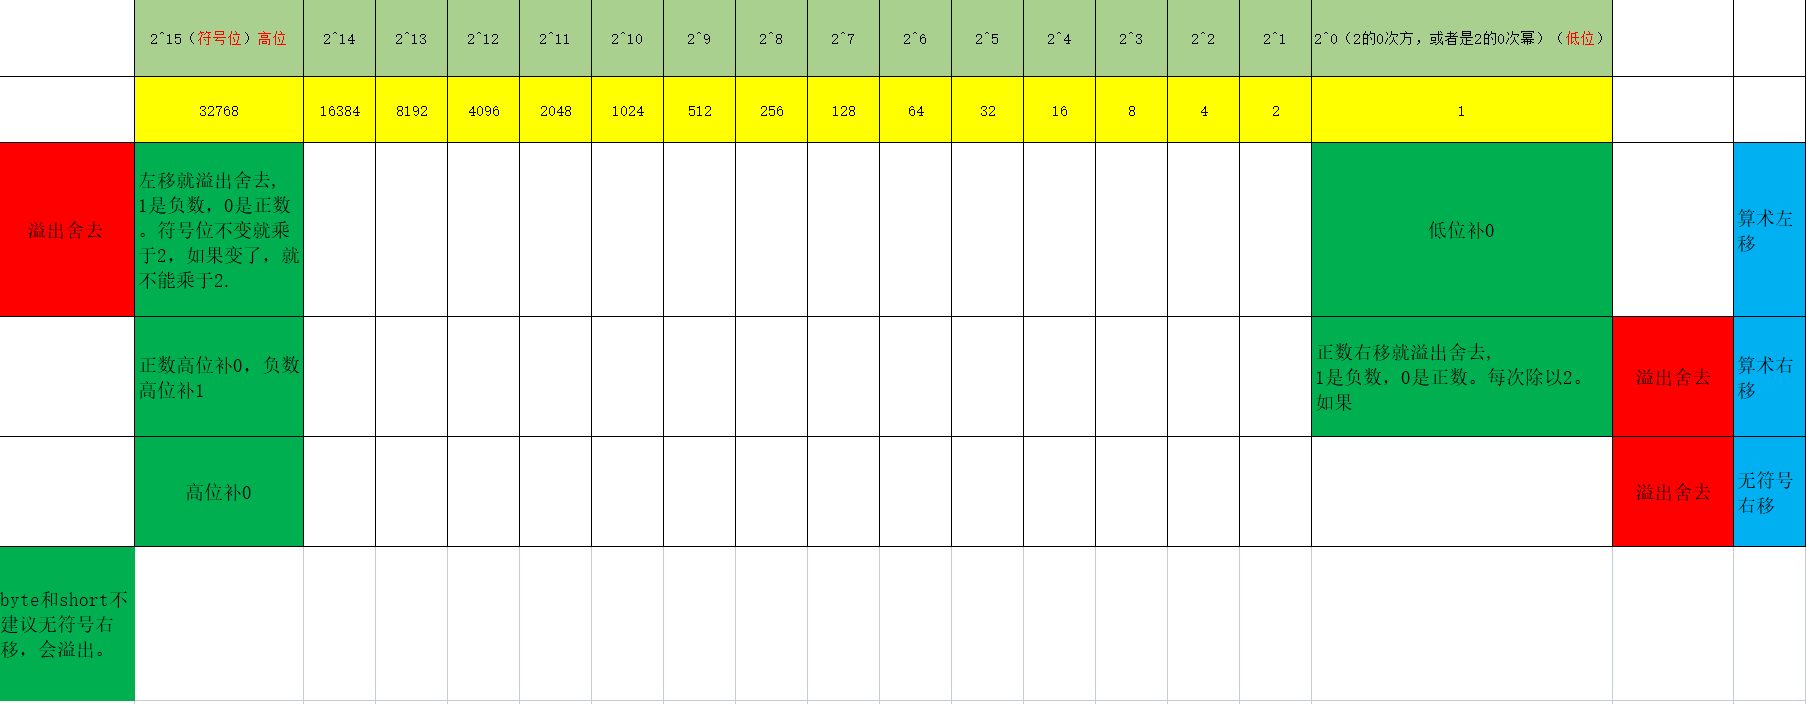 2^15（符号位）高位 2^14 2^13 2^12 2^11 2^10 2^9 2^8 2^7 2^6 2^5 2^4 2^3 2^2 2^1 2^0（2的0次方，或者是2的0次幂）（低位）
32768 16384 8192 4096 2048 1024 512 256 128 64 32 16 8 4 2 1
溢出舍去
左移就溢出舍去，
1是负数，0是正数
。符号位不变就乘
于2，如果变了，就
不能乘于2.
低位补0
算术左
移
正数高位补0，负数
高位补1
正数右移就溢出舍去，
1是负数，0是正数。每次除以2。
如果
溢出舍去
算术右
移
高位补0
溢出舍去
无符号
右移
byte和short不
建议无符号右
移，会溢出。